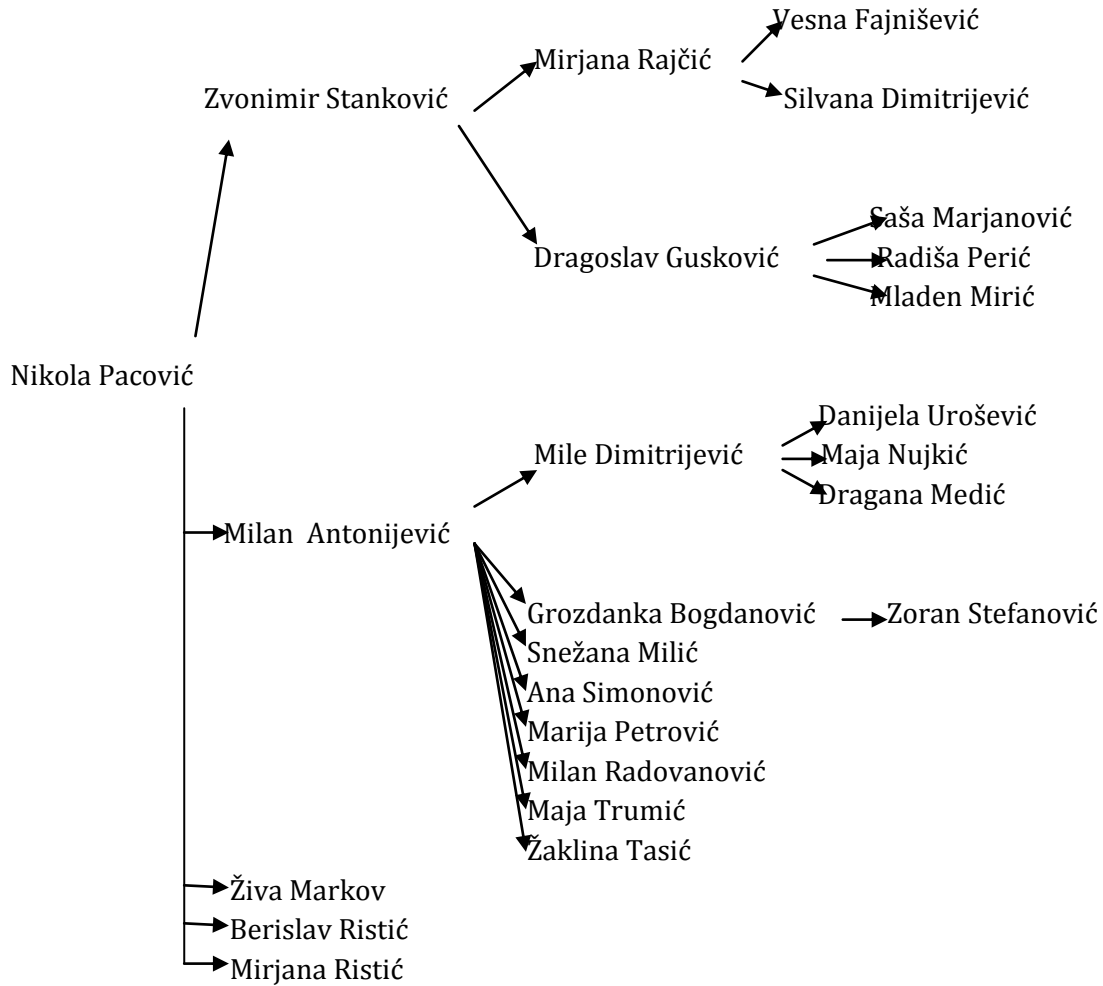 Vesna Fajnišević
Mirjana Rajčić
Zvonimir Stanković
Silvana Dimitrijević
Saša Marjanović
Dragoslav Gusković
Radiša Perić
Mladen Mirić
Nikola Pacović
Danijela Urošević
Mile Dimitrijević
Maja Nujkić
Dragana Medić
Milan  Antonijević
Grozdanka Bogdanović
Zoran Stefanović
Snežana Milić
Ana Simonović
Marija Petrović
Milan Radovanović
Maja Trumić
Žaklina Tasić
Živa Markov
Berislav Ristić
Mirjana Ristić